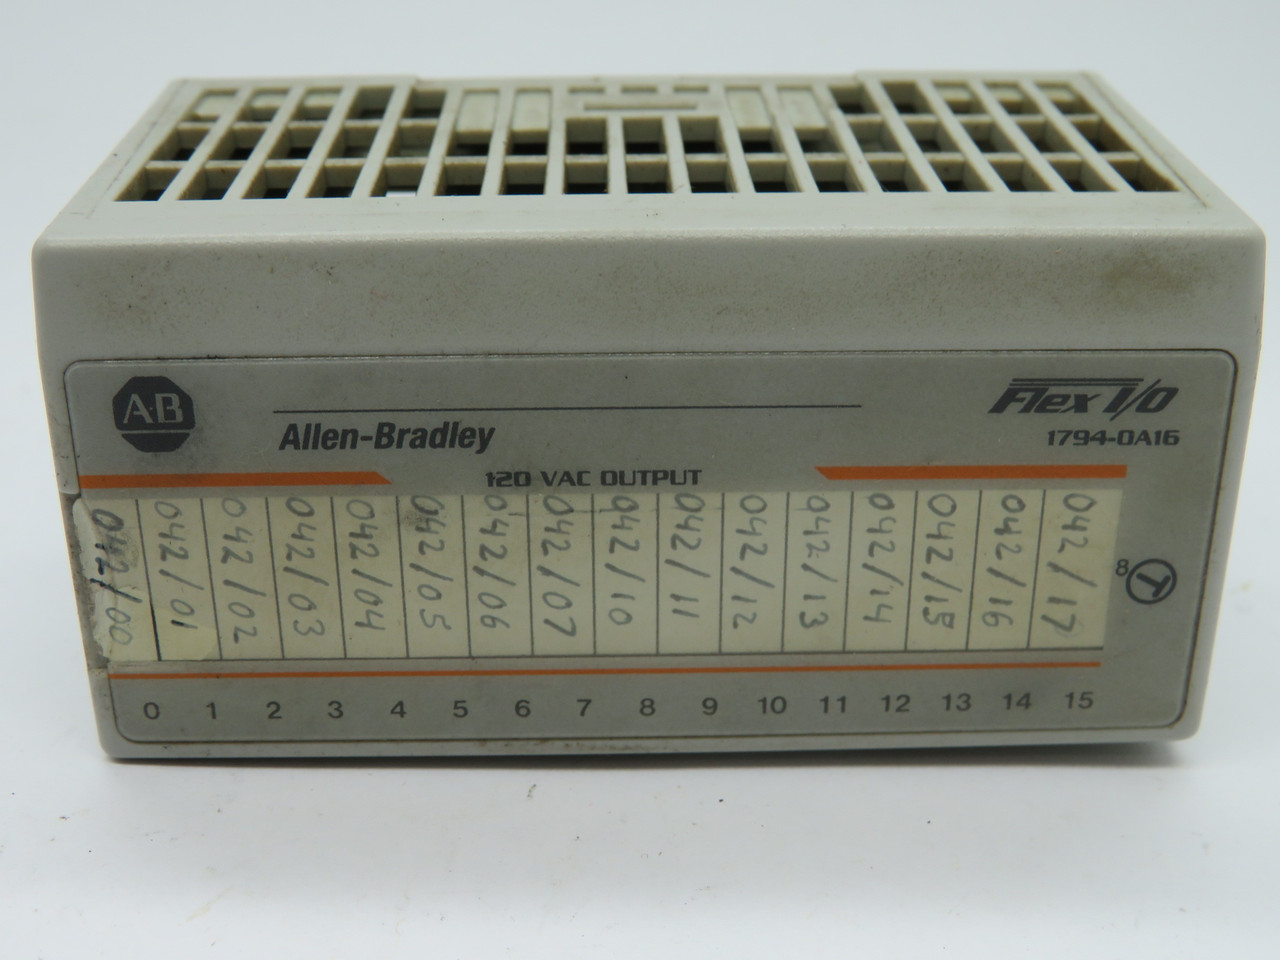 A·B
Flex I/O
Allen-Bradley
1794-OA16
120 VAC OUTPUT
042/00 042/01 042/02 042/03 042/04 042/05 042/06 042/07 042/10 042/11 042/12 042/13 042/14 042/15 042/16 042/17
8 T
0 1 2 3 4 5 6 7 8 9 10 11 12 13 14 15